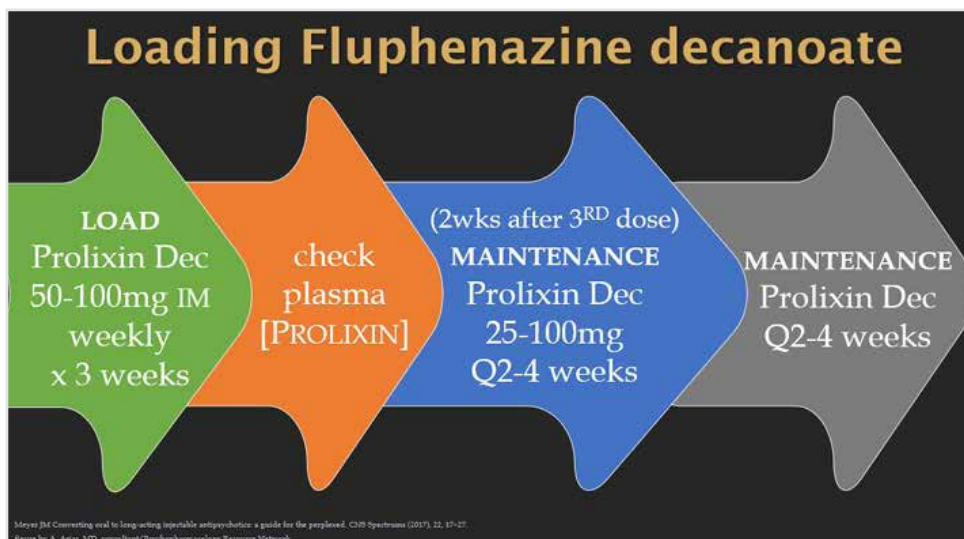 Loading Fluphenazine decanoate
LOAD
Prolixin Dec
50-100mg IM
weekly
x 3 weeks
check
plasma
[PROLIXIN]
(2wks after 3RD dose)
MAINTENANCE
Prolixin Dec
25-100mg
Q2-4 weeks
MAINTENANCE
Prolixin Dec
Q2-4 weeks
Meyer JM Converting oral to long-acting injectable antipsychotics: a guide for the perplexed. CNS Spectrums (2017), 22, 17–27.